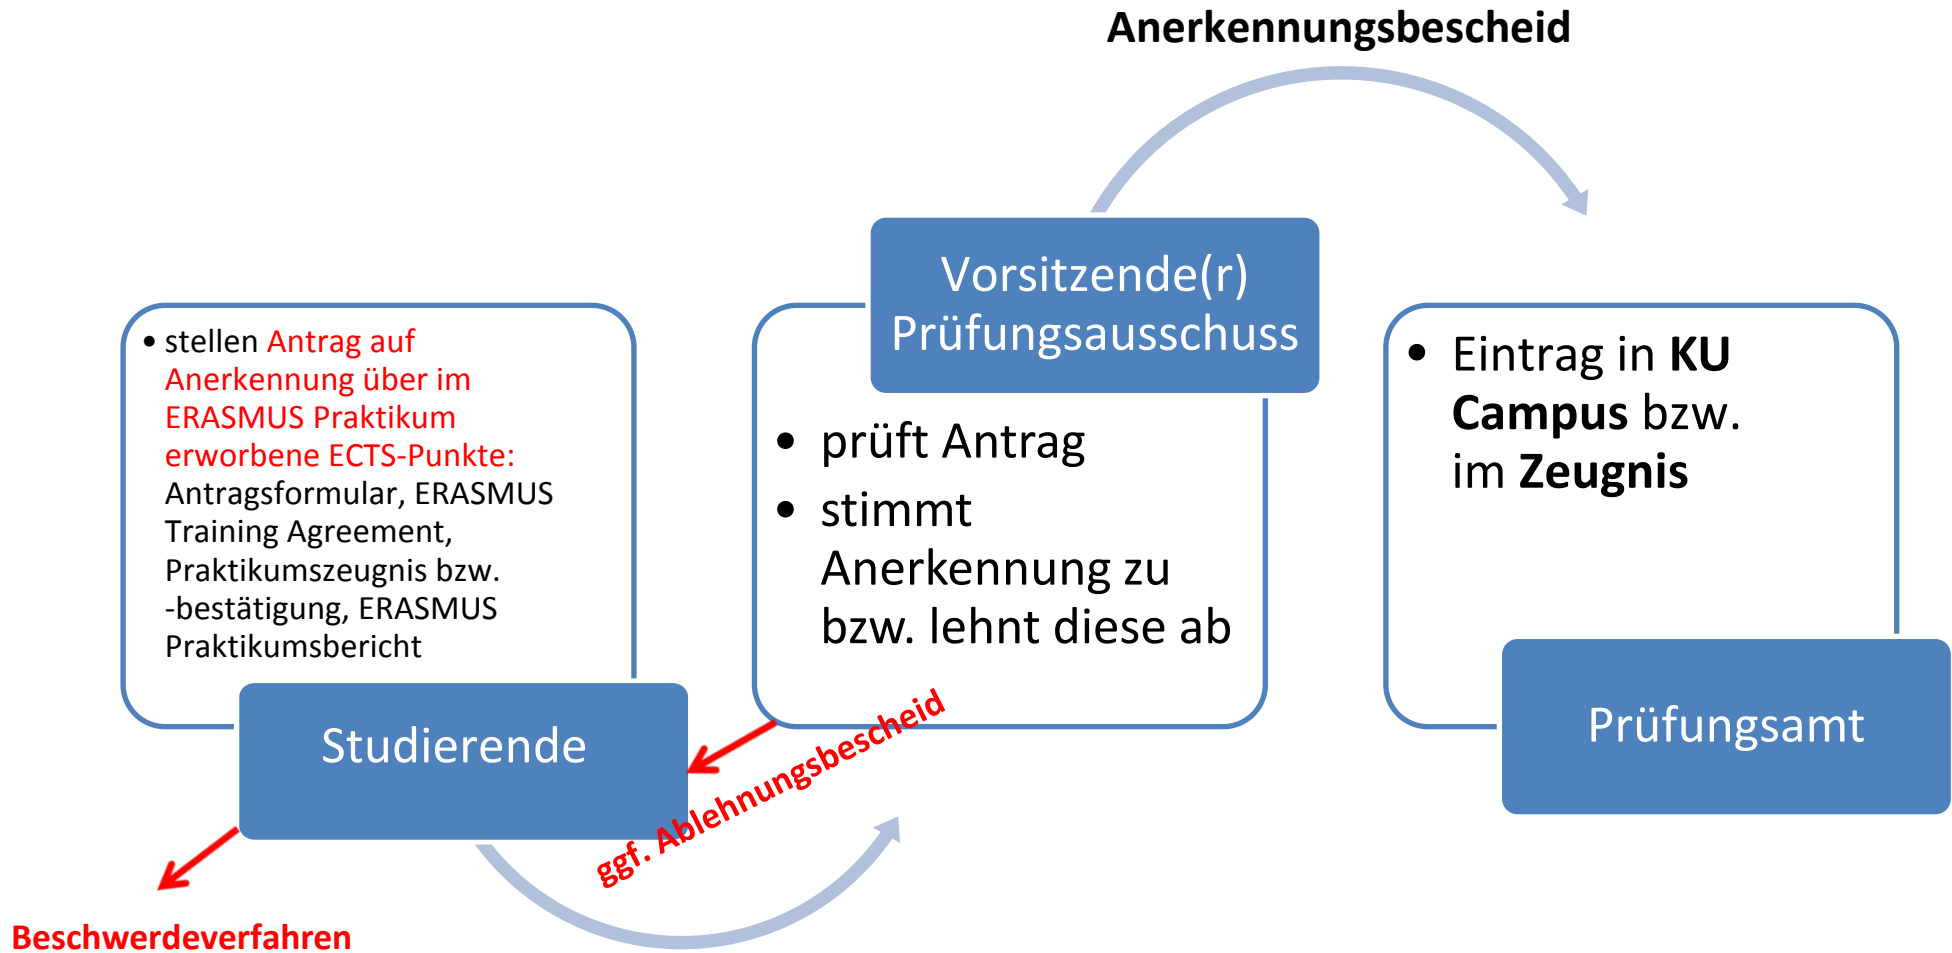 Anerkennungsbescheid
• stellen Antrag auf
Anerkennung über im
ERASMUS Praktikum
erworbene ECTS-Punkte:
Antragsformular, ERASMUS
Training Agreement,
Praktikumszeugnis bzw.
-bestätigung, ERASMUS
Praktikumsbericht
Studierende
Vorsitzende(r)
Prüfungsausschuss
• prüft Antrag
• stimmt
Anerkennung zu
bzw. lehnt diese ab
• Eintrag in KU
Campus bzw.
im Zeugnis
Prüfungsamt
ggf. Ablehnungsbescheid
Beschwerdeverfahren